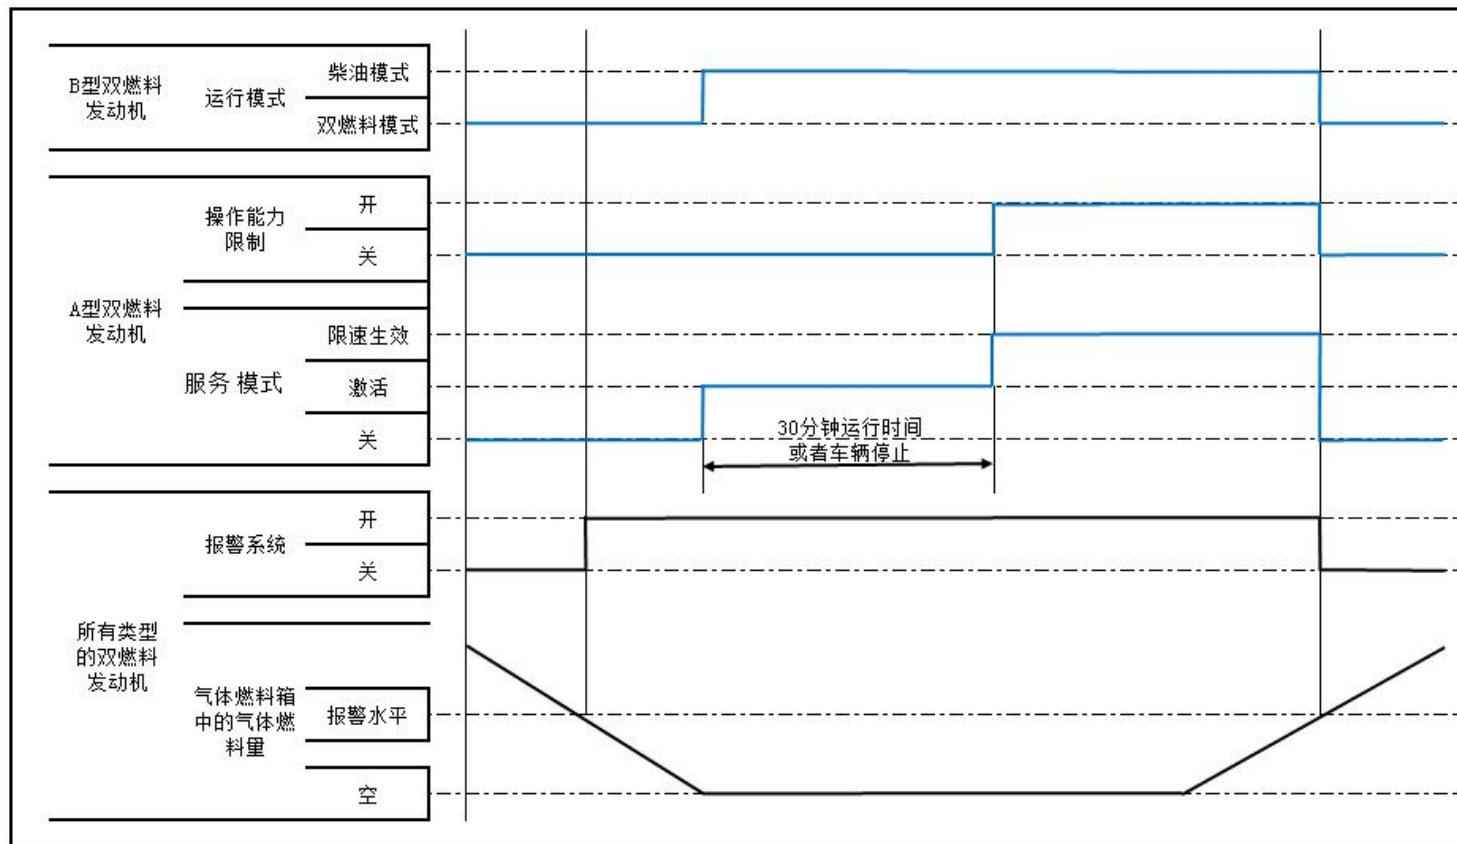 B型双燃料
发动机
运行模式
柴油模式
双燃料模式
A型双燃料
发动机
操作能力
限制
开
关
服务 模式
限速生效
激活
关
30分钟运行时间
或者车辆停止
所有类型
的双燃料
发动机
报警系统
开
关
气体燃料箱
中的气体燃
料量
报警水平
空